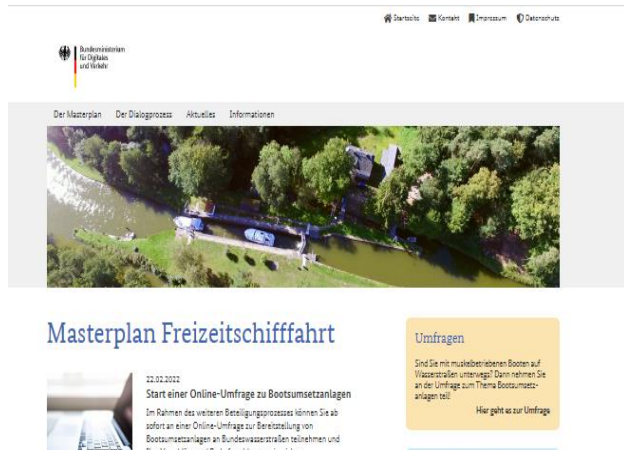 Startseite Kontakt Impressum Datenschutz
Bundesministerium
für Digitales
und Verkehr
Der Masterplan Der Dialogprozess Aktuelles Informationen
Masterplan Freizeitschifffahrt
22.02.2022
Start einer Online-Umfrage zu Bootsumsetzanlagen
Im Rahmen des weiteren Beteiligungsprozesses können Sie ab
sofort an einer Online-Umfrage zur Bereitstellung von
Bootsumsetzanlagen an Bundeswasserstraßen teilnehmen und
Umfragen
Sind Sie mit muskelbetriebenen Booten auf
Wasserstraßen unterwegs? Dann nehmen Sie
an der Umfrage zum Thema Bootsumsetz-
anlagen teil!
Hier geht es zur Umfrage